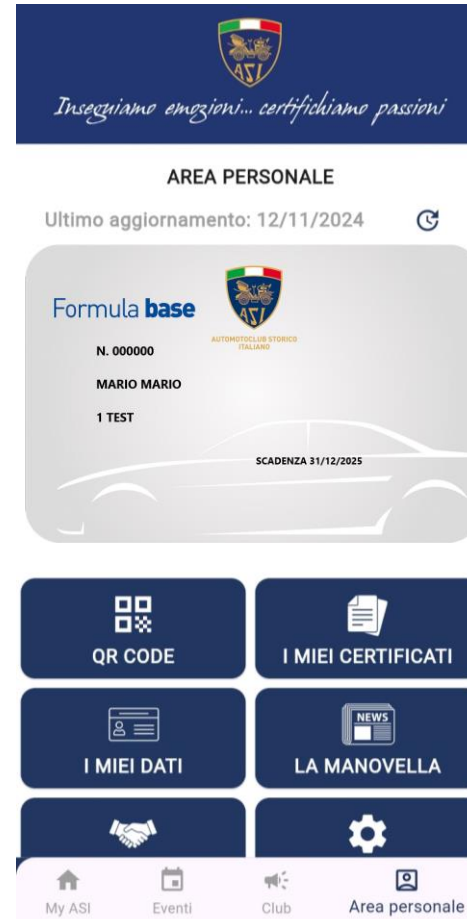 ASI
Inseguiamo emozioni... certifichiamo passioni
AREA PERSONALE
Ultimo aggiornamento: 12/11/2024
Formula base
ASI
AUTOMOTOCLUB STORICO
ITALIANO
N. 000000
MARIO MARIO
1 TEST
SCADENZA 31/12/2025
QR CODE
I MIEI CERTIFICATI
NEWS
I MIEI DATI
LA MANOVELLA
My ASI
Eventi
Club
Area personale